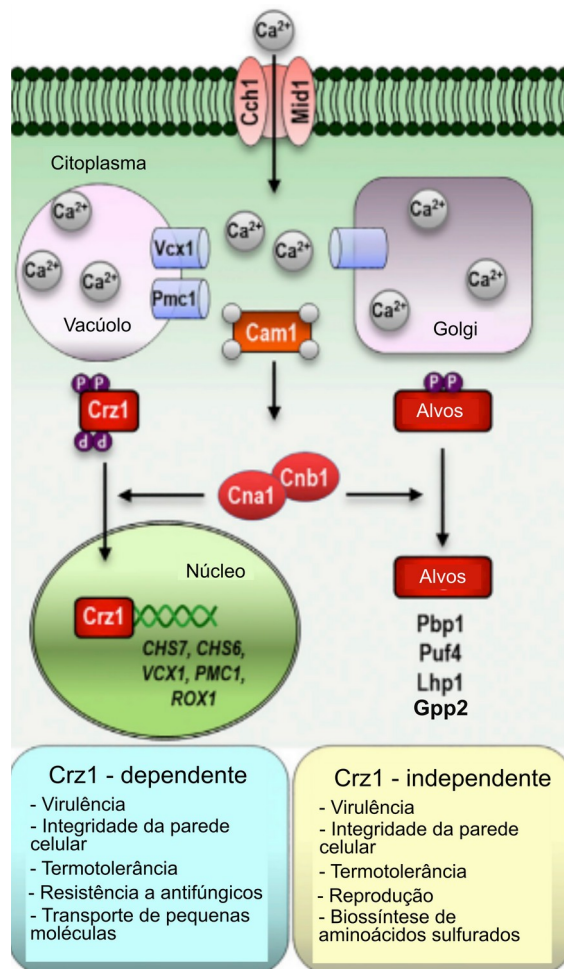 Ca2+
Cch1
Mid1
Citoplasma
Ca2+
Ca2+
Ca2+
Vacúolo
Vcx1
Pmc1
Ca2+
Ca2+
Ca2+
Ca2+
Ca2+
Golgi
Cam1
P P
Crz1
d d
P P
Alvos
Cna1
Cnb1
Núcleo
Crz1
CHS7, CHS6,
VCX1, PMC1,
ROX1
Alvos
Pbp1
Puf4
Lhp1
Gpp2
Crz1 - dependente
- Virulência
- Integridade da parede
celular
- Termotolerância
- Resistência a antifúngicos
- Transporte de pequenas
moléculas
Crz1 - independente
- Virulência
- Integridade da parede
celular
- Termotolerância
- Reprodução
- Biossíntese de
aminoácidos sulfurados